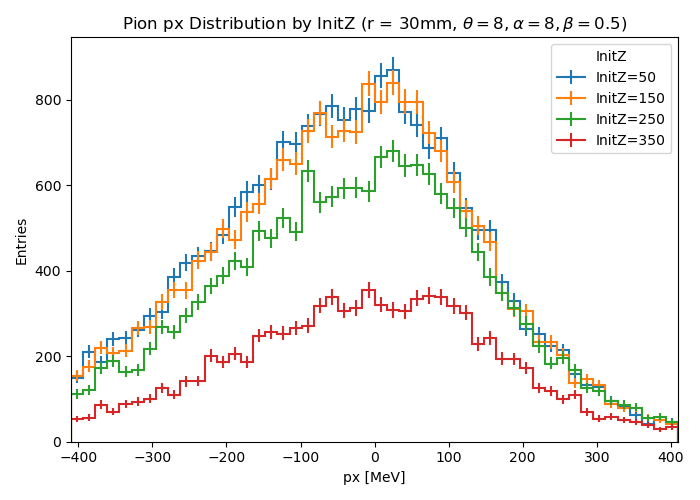 Pion px Distribution by InitZ (r = 30mm, θ = 8, α = 8, β = 0.5)
InitZ
InitZ=50
InitZ=150
InitZ=250
InitZ=350
Entries
800
600
400
200
0
−400 −300 −200 −100 0 100 200 300 400
px [MeV]